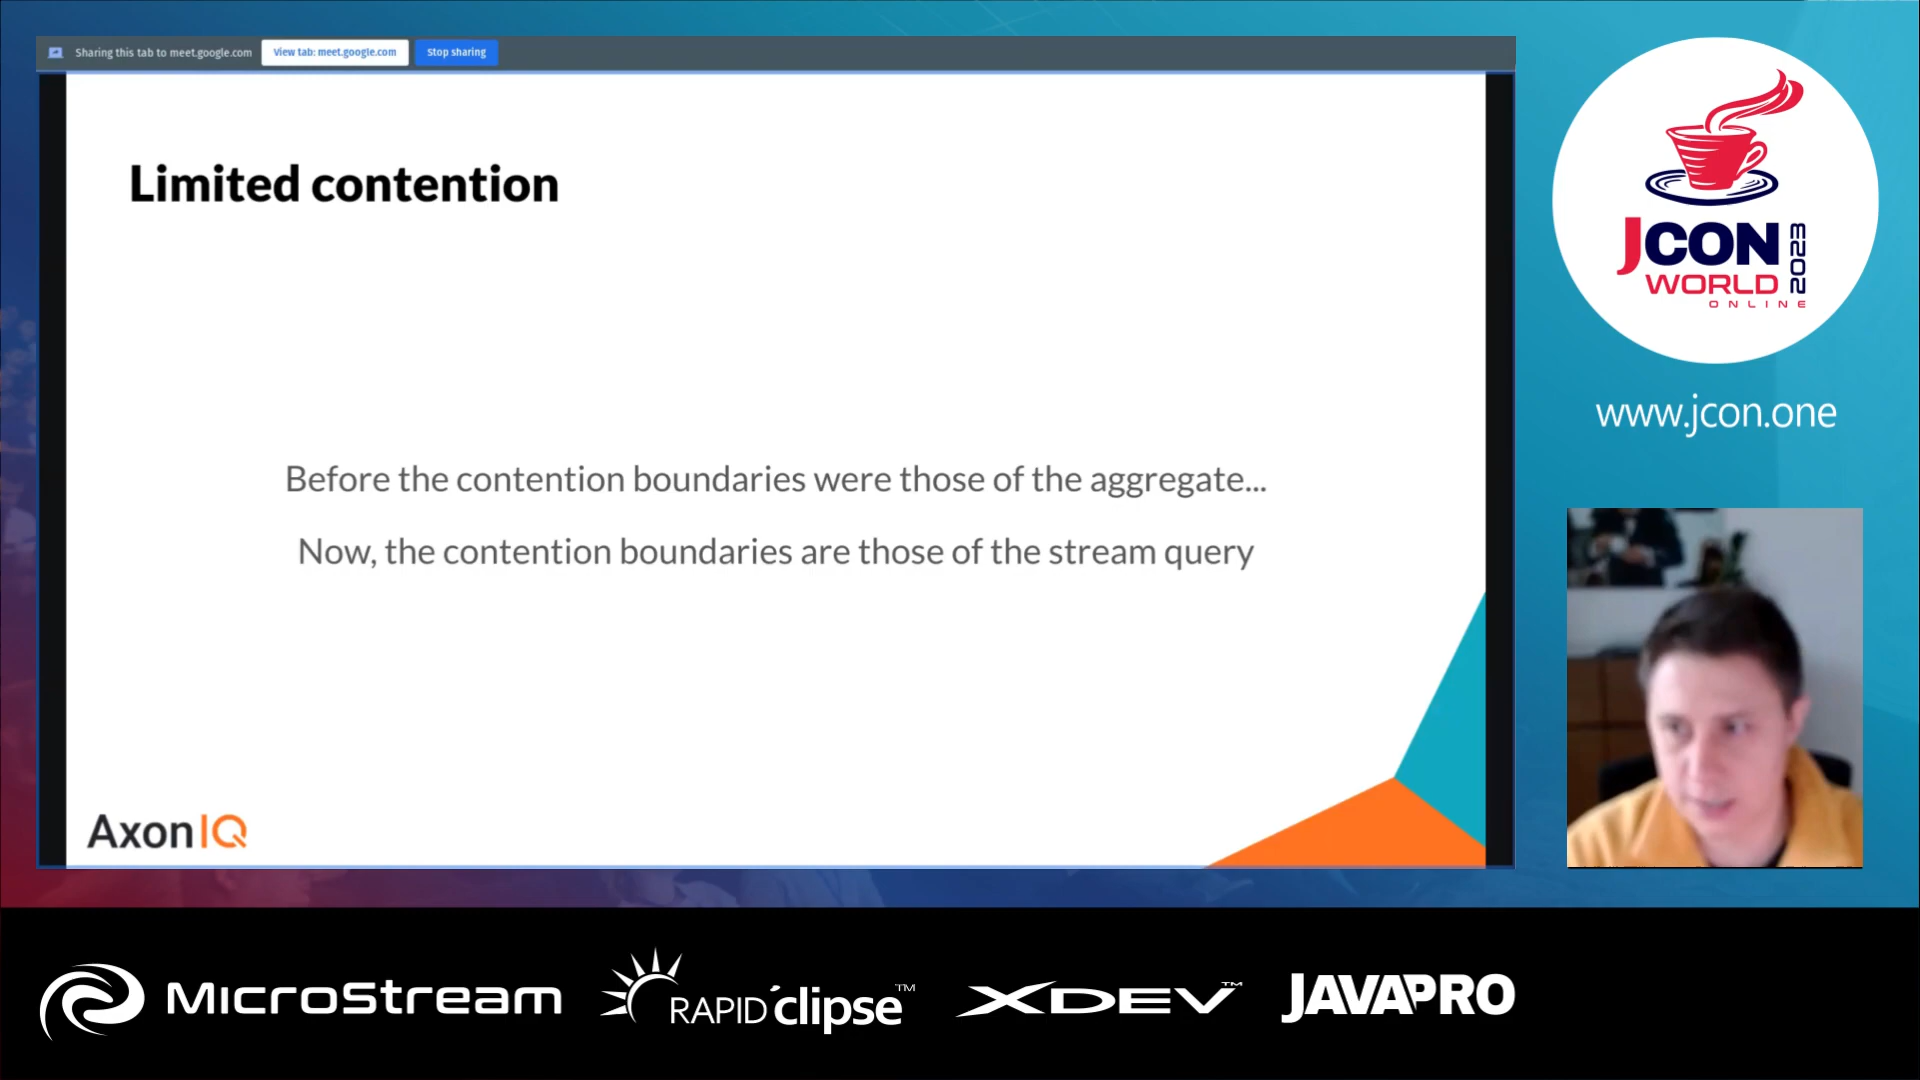 Sharing this tab to meet.google.com View tab: meet.google.com Stop sharing
Limited contention
Before the contention boundaries were those of the aggregate...
Now, the contention boundaries are those of the stream query
AxonIQ
JCON
WORLD
ONLINE
2023
www.jcon.one
MicroStream
RAPID'clipse™
XDEV™
JAVAPRO